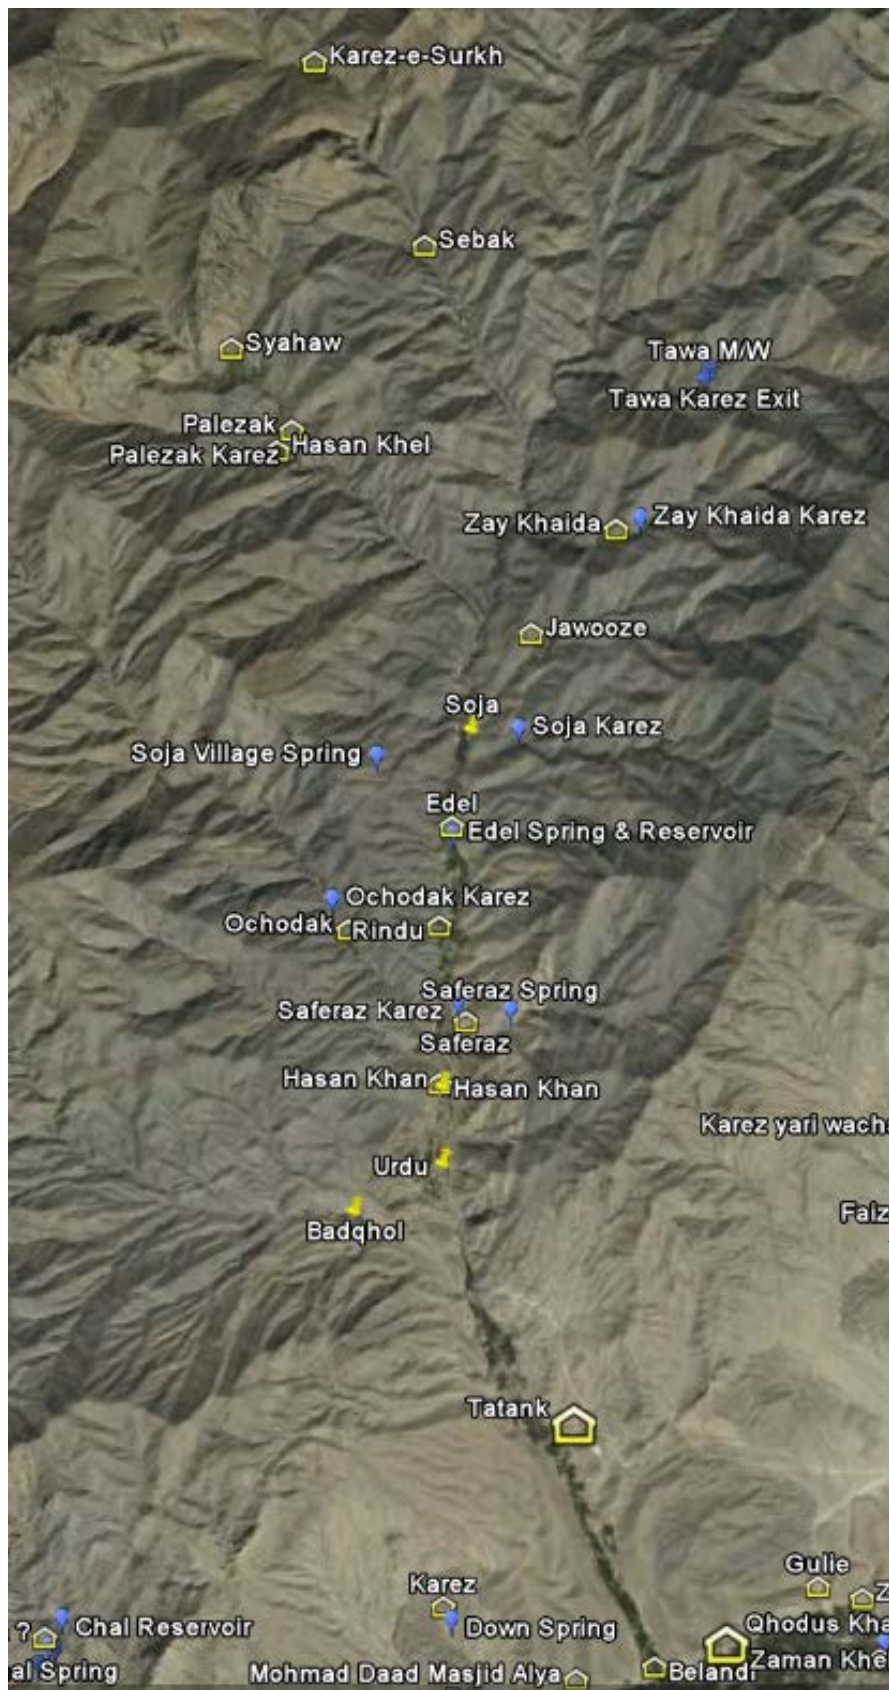 Karez-e-Surkh
Sebak
Syahaw
Tawa M/W
Tawa Karez Exit
Palezak
Hasan Khel
Palezak Karez
Zay Khaida
Zay Khaida Karez
Jawooze
Soja
Soja Karez
Soja Village Spring
Edel
Edel Spring & Reservoir
Ochodak Karez
Ochodak
Rindu
Saferaz Spring
Saferaz Karez
Saferaz
Hasan Khan
Hasan Khan
Karez yari wach
Urdu
Faiz
Badqhol
Tatank
Gulie
Karez
Z
Qhodus Kha
? Chal Reservoir
Down Spring
Zaman Khe
al Spring
Mohmad Daad Masjid Alya
Belandi